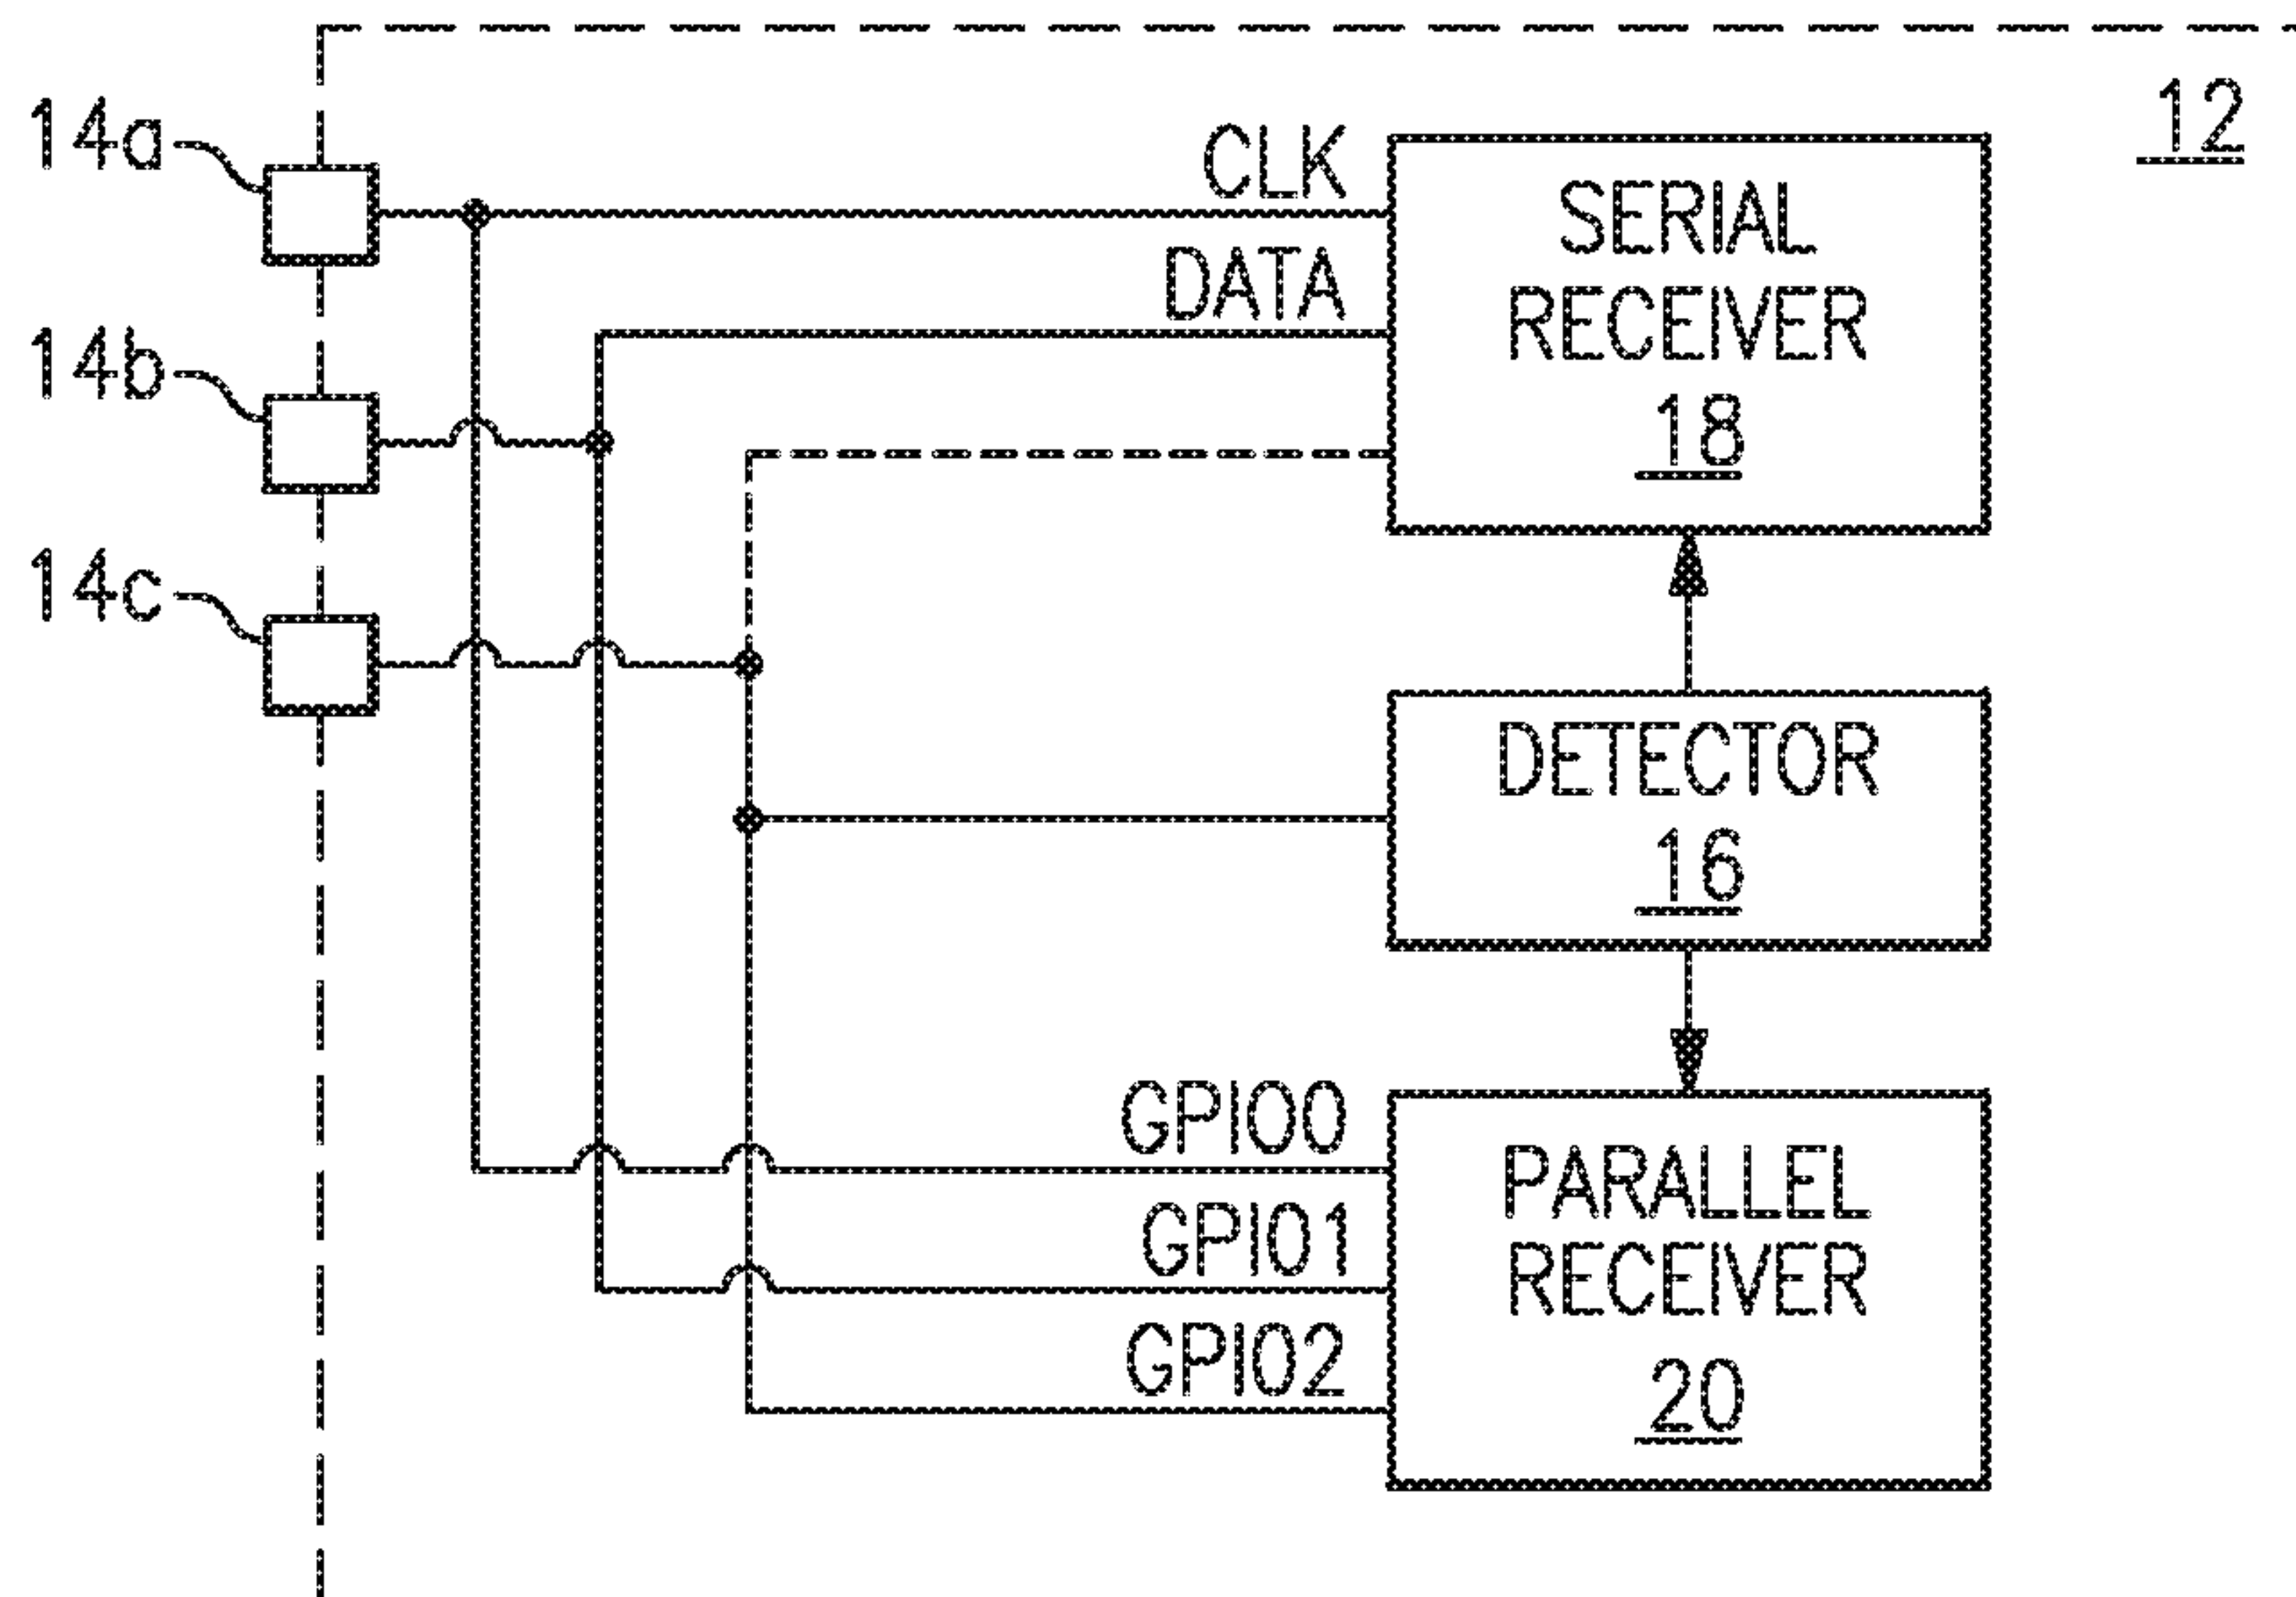 12
14a
CLK
SERIAL
RECEIVER
18
DATA
14b
14c
DETECTOR
16
GPIO0
GPIO1
GPIO2
PARALLEL
RECEIVER
20